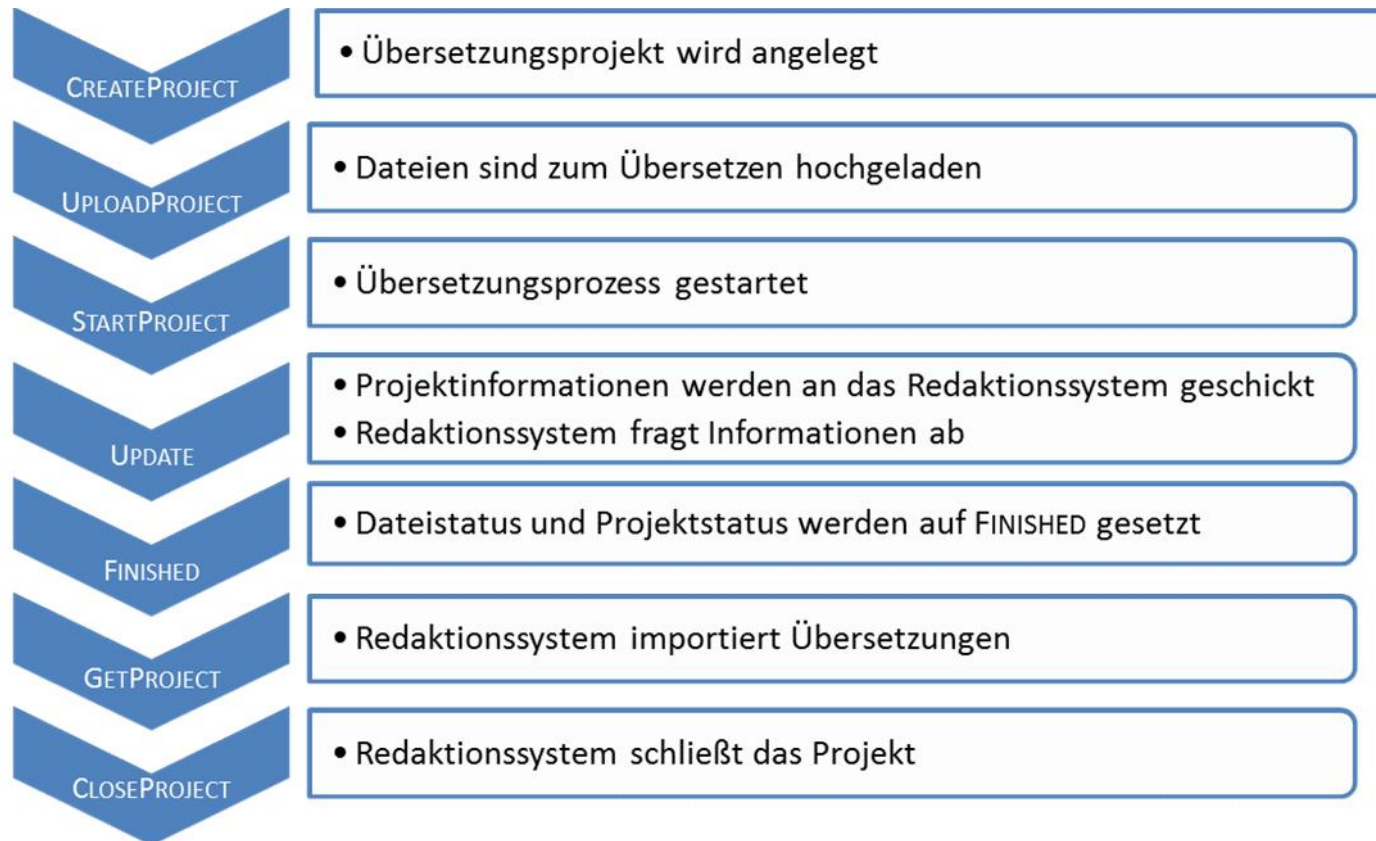 CREATEPROJECT
• Übersetzungsprojekt wird angelegt
UPLOADPROJECT
• Dateien sind zum Übersetzen hochgeladen
STARTPROJECT
• Übersetzungsprozess gestartet
UPDATE
• Projektinformationen werden an das Redaktionssystem geschickt
• Redaktionssystem fragt Informationen ab
FINISHED
• Dateistatus und Projektstatus werden auf FINISHED gesetzt
GETPROJECT
• Redaktionssystem importiert Übersetzungen
CLOSEPROJECT
• Redaktionssystem schließt das Projekt